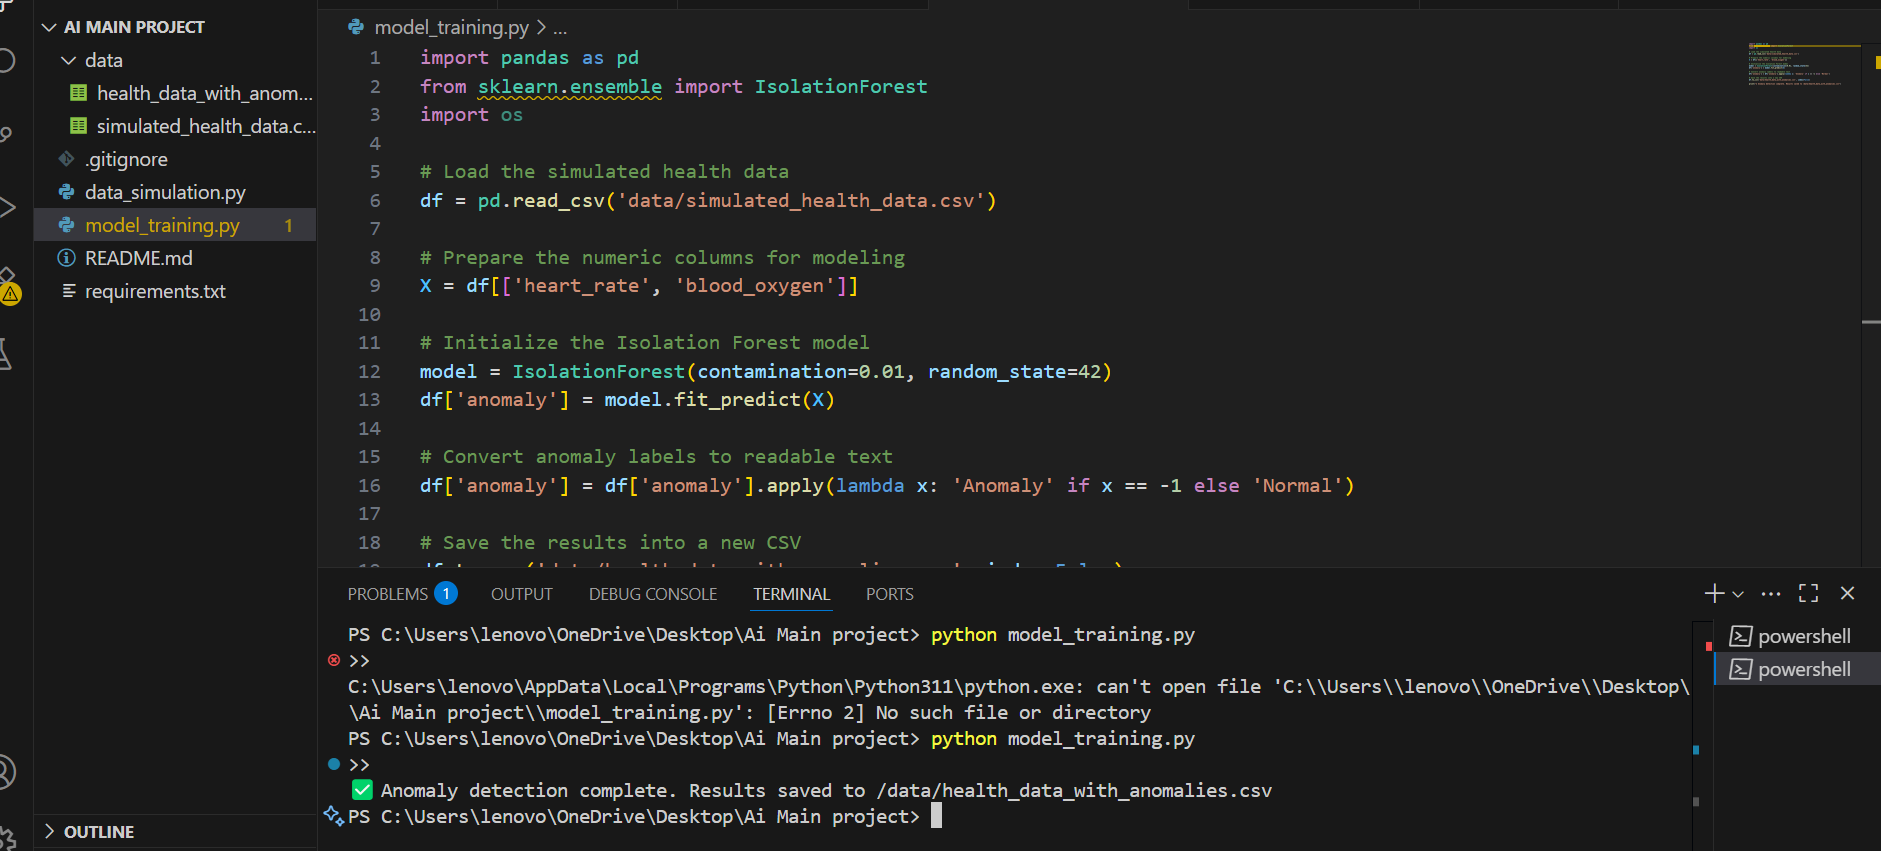 AI MAIN PROJECT
data
health_data_with_anom...
simulated_health_data.c...
.gitignore
data_simulation.py
model_training.py 1
README.md
requirements.txt
OUTLINE
model_training.py > ...
1 import pandas as pd
2 from sklearn.ensemble import IsolationForest
3 import os
4
5 # Load the simulated health data
6 df = pd.read_csv('data/simulated_health_data.csv')
7
8 # Prepare the numeric columns for modeling
9 X = df[['heart_rate', 'blood_oxygen']]
10
11 # Initialize the Isolation Forest model
12 model = IsolationForest(contamination=0.01, random_state=42)
13 df['anomaly'] = model.fit_predict(X)
14
15 # Convert anomaly labels to readable text
16 df['anomaly'] = df['anomaly'].apply(lambda x: 'Anomaly' if x == -1 else 'Normal')
17
18 # Save the results into a new CSV
PROBLEMS 1 OUTPUT DEBUG CONSOLE TERMINAL PORTS
PS C:\Users\lenovo\OneDrive\Desktop\Ai Main project> python model_training.py
>>
C:\Users\lenovo\AppData\Local\Programs\Python\Python311\python.exe: can't open file 'C:\\Users\\lenovo\\OneDrive\\Desktop\
\Ai Main project\\model_training.py': [Errno 2] No such file or directory
PS C:\Users\lenovo\OneDrive\Desktop\Ai Main project> python model_training.py
>>
✅ Anomaly detection complete. Results saved to /data/health_data_with_anomalies.csv
PS C:\Users\lenovo\OneDrive\Desktop\Ai Main project>
powershell
powershell